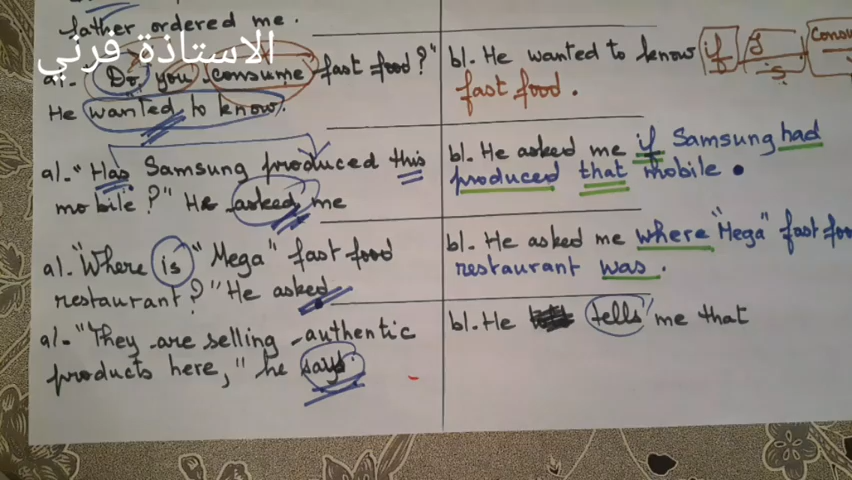 father ordered me.
الاستاذة قرني
a). "Do you consume fast food?"
He wanted to know.
b). He wanted to know if I
fast food.
a). "Has Samsung produced this
mobile?" He asked me
b). He asked me if Samsung had
produced that mobile.
a). "Where is "Mega" fast food
restaurant?" He asked
b). He asked me where "Mega" fast
restaurant was.
a). "They are selling authentic
products here," he says.
b). He tells me that